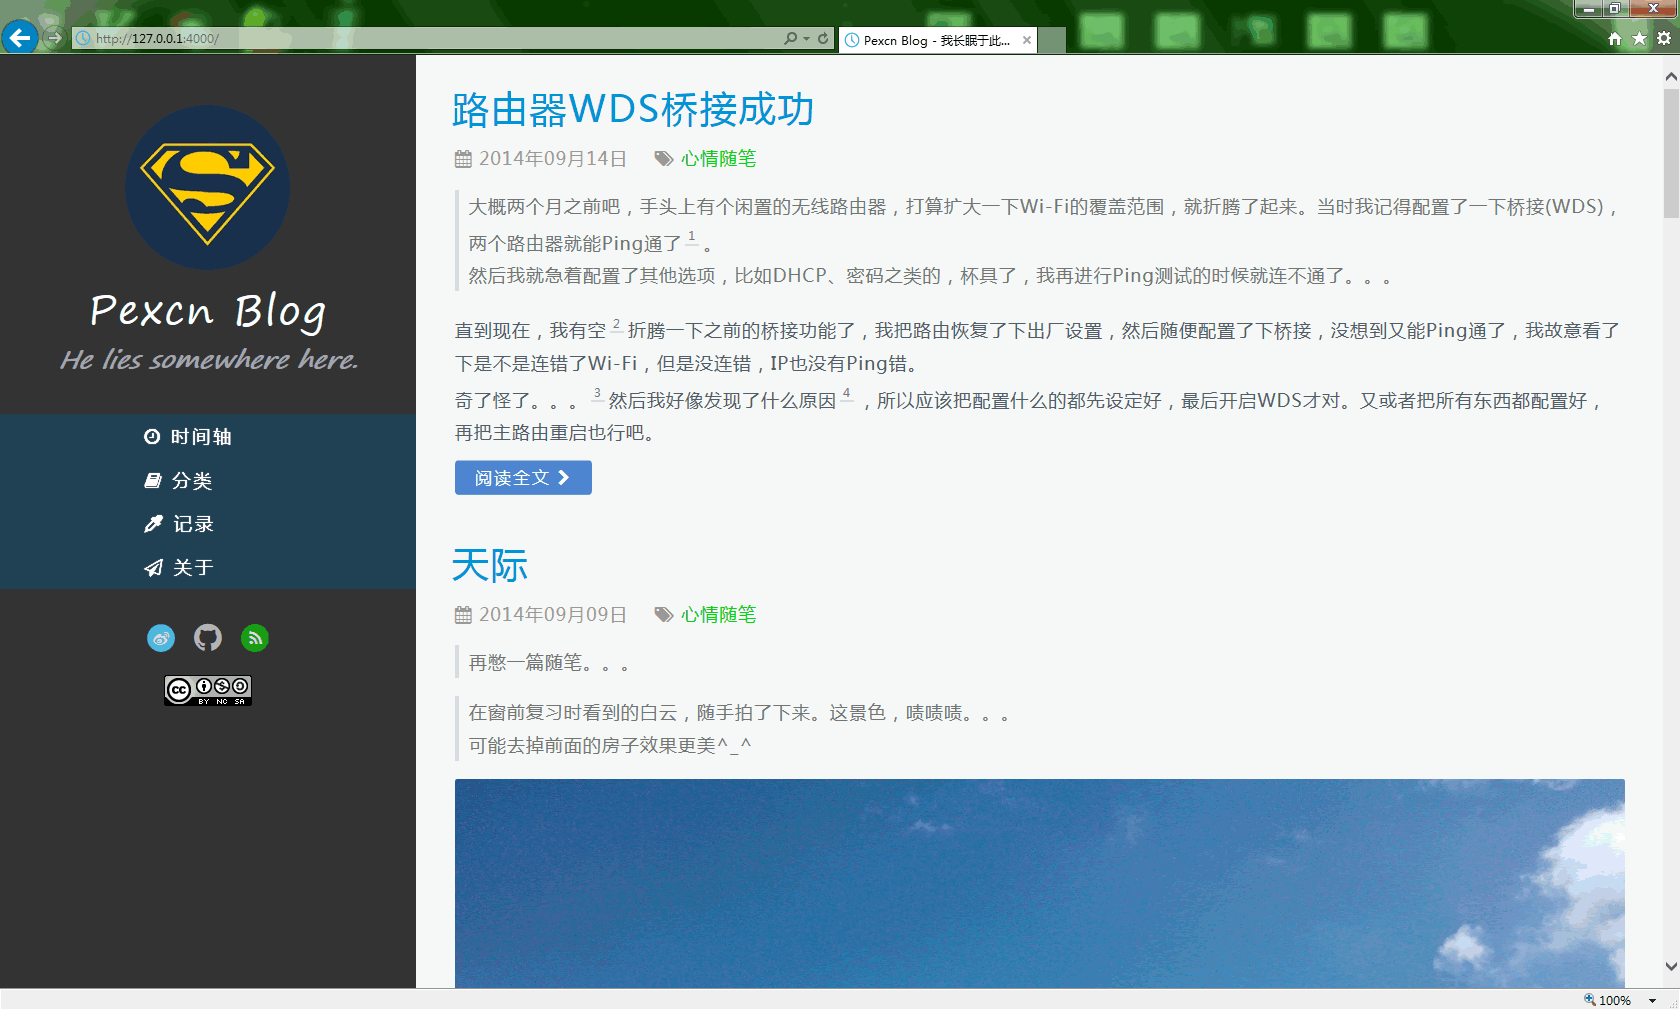 http://127.0.0.1:4000/
Pexcn Blog - 我长眠于此...
Pexcn Blog
He lies somewhere here.
时间轴
分类
记录
关于
cc BY NC SA
路由器WDS桥接成功
2014年09月14日 心情随笔
大概两个月之前吧，手头上有个闲置的无线路由器，打算扩大一下Wi-Fi的覆盖范围，就折腾了起来。当时我记得配置了一下桥接(WDS)，
两个路由器就能Ping通了1。
然后我就急着配置了其他选项，比如DHCP、密码之类的，杯具了，我再进行Ping测试的时候就连不通了。。。
直到现在，我有空2折腾一下之前的桥接功能了，我把路由恢复了下出厂设置，然后随便配置了下桥接，没想到又能Ping通了，我故意看了
下是不是连错了Wi-Fi，但是没连错，IP也没有Ping错。
奇了怪了。。。3然后我好像发现了什么原因4，所以应该把配置什么的都先设定好，最后开启WDS才对。又或者把所有东西都配置好，
再把主路由重启也行吧。
阅读全文
天际
2014年09月09日 心情随笔
再憋一篇随笔。。。
在窗前复习时看到的白云，随手拍了下来。这景色，啧啧啧。。。
可能去掉前面的房子效果更美^_^
100%